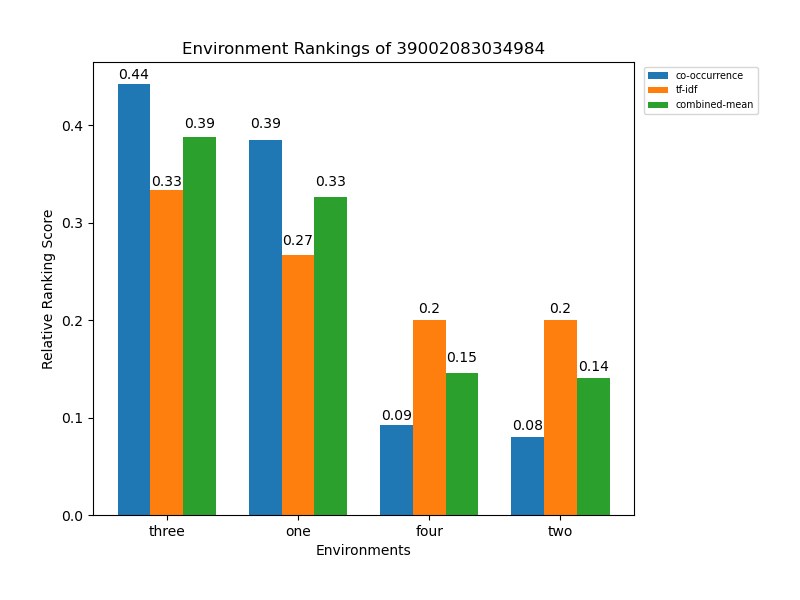 Environment Rankings of 39002083034984
co-occurrence
tf-idf
combined-mean
Relative Ranking Score
0.4
0.3
0.2
0.1
0.0
0.44
0.33
0.39
0.39
0.27
0.33
0.09
0.2
0.15
0.08
0.2
0.14
three
one
four
two
Environments